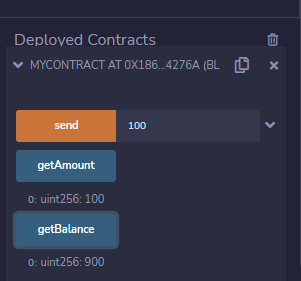 Deployed Contracts
MYCONTRACT AT 0X186...4276A (BL
send 100
getAmount
0: uint256: 100
getBalance
0: uint256: 900